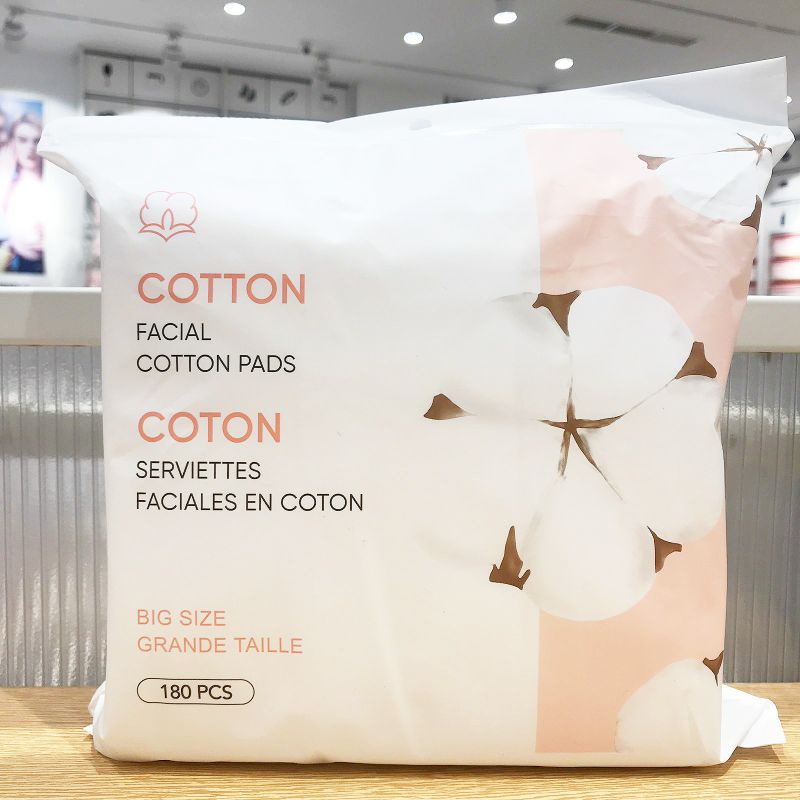 COTTON
FACIAL
COTTON PADS
COTON
SERVIETTES
FACIALES EN COTON
BIG SIZE
GRANDE TAILLE
180 PCS